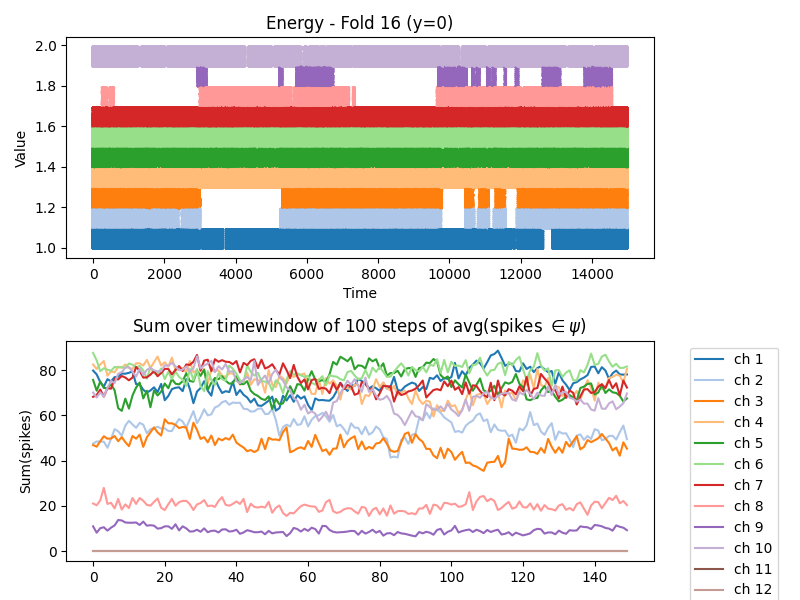 Energy - Fold 16 (y=0)
2.0
1.8
1.6
1.4
1.2
1.0
Value
0 2000 4000 6000 8000 10000 12000 14000
Time
Sum over timewindow of 100 steps of avg(spikes ∈ψ)
80
60
40
20
0
Sum(spikes)
0 20 40 60 80 100 120 140
ch 1
ch 2
ch 3
ch 4
ch 5
ch 6
ch 7
ch 8
ch 9
ch 10
ch 11
ch 12